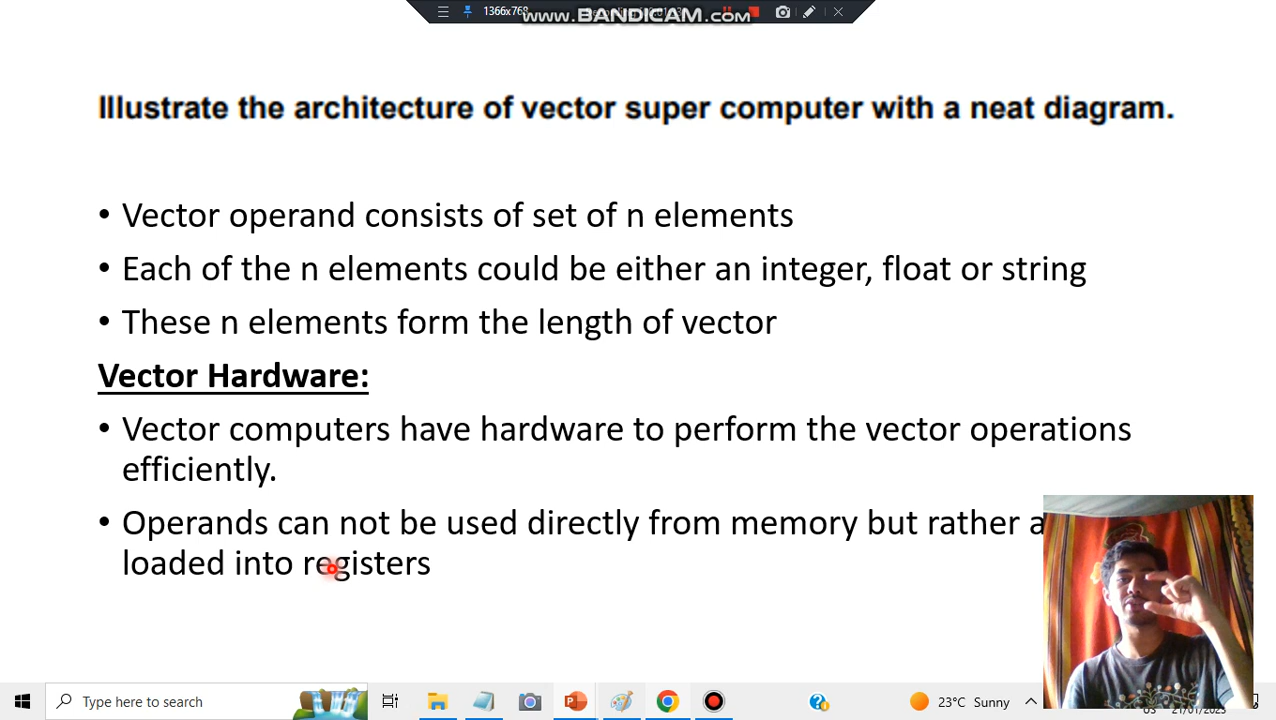 1366x768
www.BANDICAM.com
Illustrate the architecture of vector super computer with a neat diagram.
• Vector operand consists of set of n elements
• Each of the n elements could be either an integer, float or string
• These n elements form the length of vector
Vector Hardware:
• Vector computers have hardware to perform the vector operations
efficiently.
• Operands can not be used directly from memory but rather
loaded into registers
Type here to search
23°C Sunny